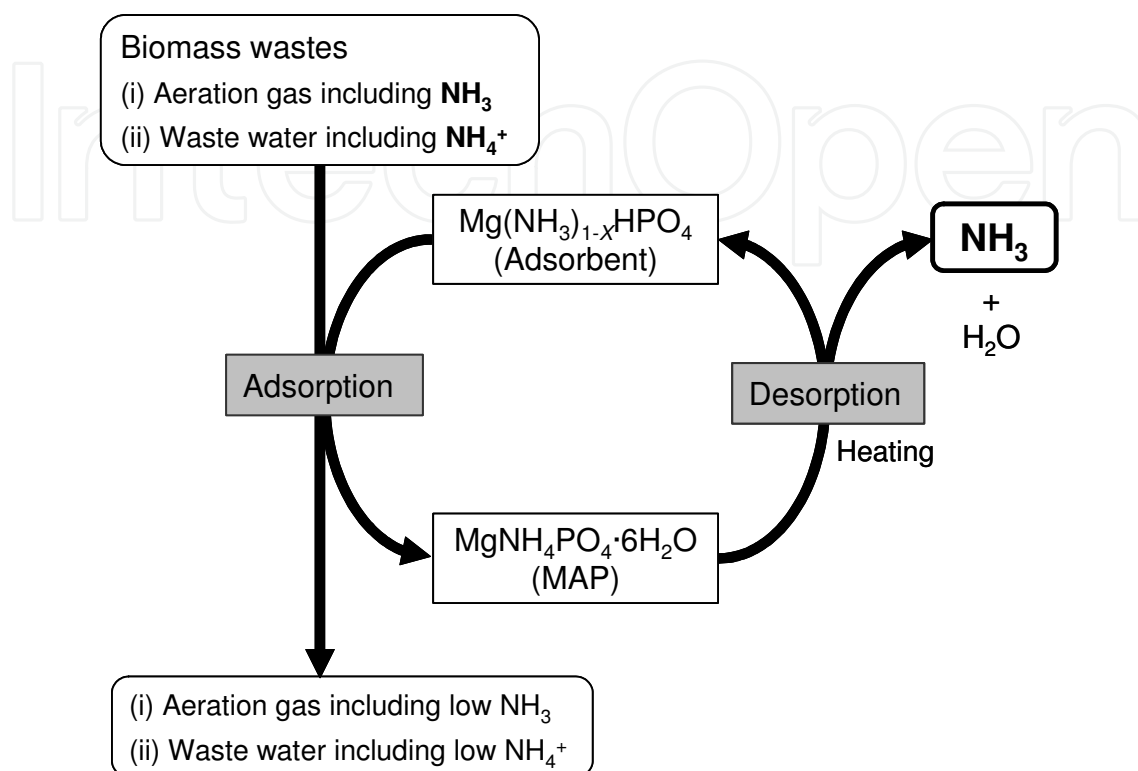 IntechOpen
Biomass wastes
(i) Aeration gas including NH₃
(ii) Waste water including NH₄⁺
Mg(NH₃)₁₋ₓHPO₄
(Adsorbent)
NH₃
+
H₂O
Adsorption
Desorption
Heating
MgNH₄PO₄·6H₂O
(MAP)
(i) Aeration gas including low NH₃
(ii) Waste water including low NH₄⁺